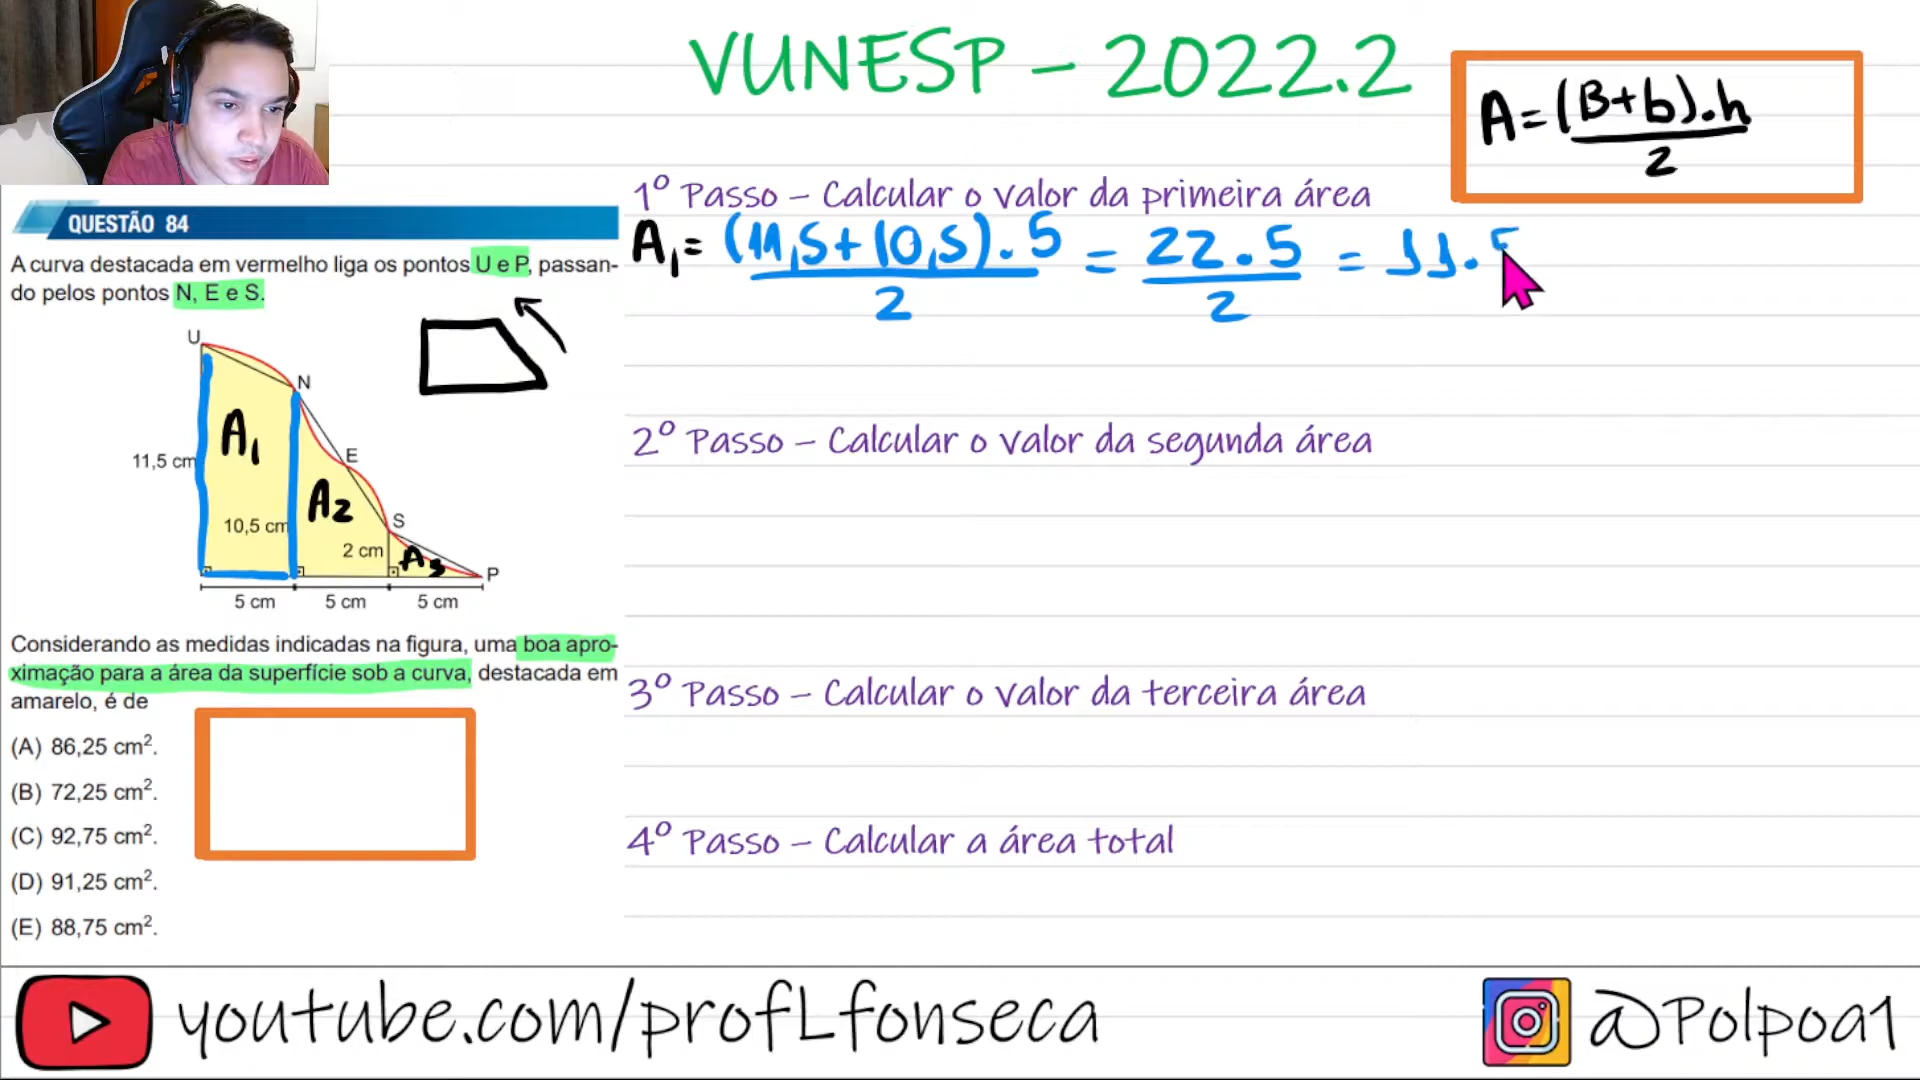 VUNESP – 2022.2
A = (B+b).h
2
QUESTÃO 84
A curva destacada em vermelho liga os pontos U e P, passan-
do pelos pontos N, E e S.
U
N
E
S
P
11,5 cm
10,5 cm
2 cm
A1
A2
A3
5 cm 5 cm 5 cm
Considerando as medidas indicadas na figura, uma boa apro-
ximação para a área da superfície sob a curva, destacada em
amarelo, é de
(A) 86,25 cm².
(B) 72,25 cm².
(C) 92,75 cm².
(D) 91,25 cm².
(E) 88,75 cm².
1º Passo – Calcular o valor da primeira área
A1 = (11,5+10,5).5 = 22.5 = 11.5
2 2
2º Passo – Calcular o valor da segunda área
3º Passo – Calcular o valor da terceira área
4º Passo – Calcular a área total
youtube.com/profLfonseca
@Polpoa1